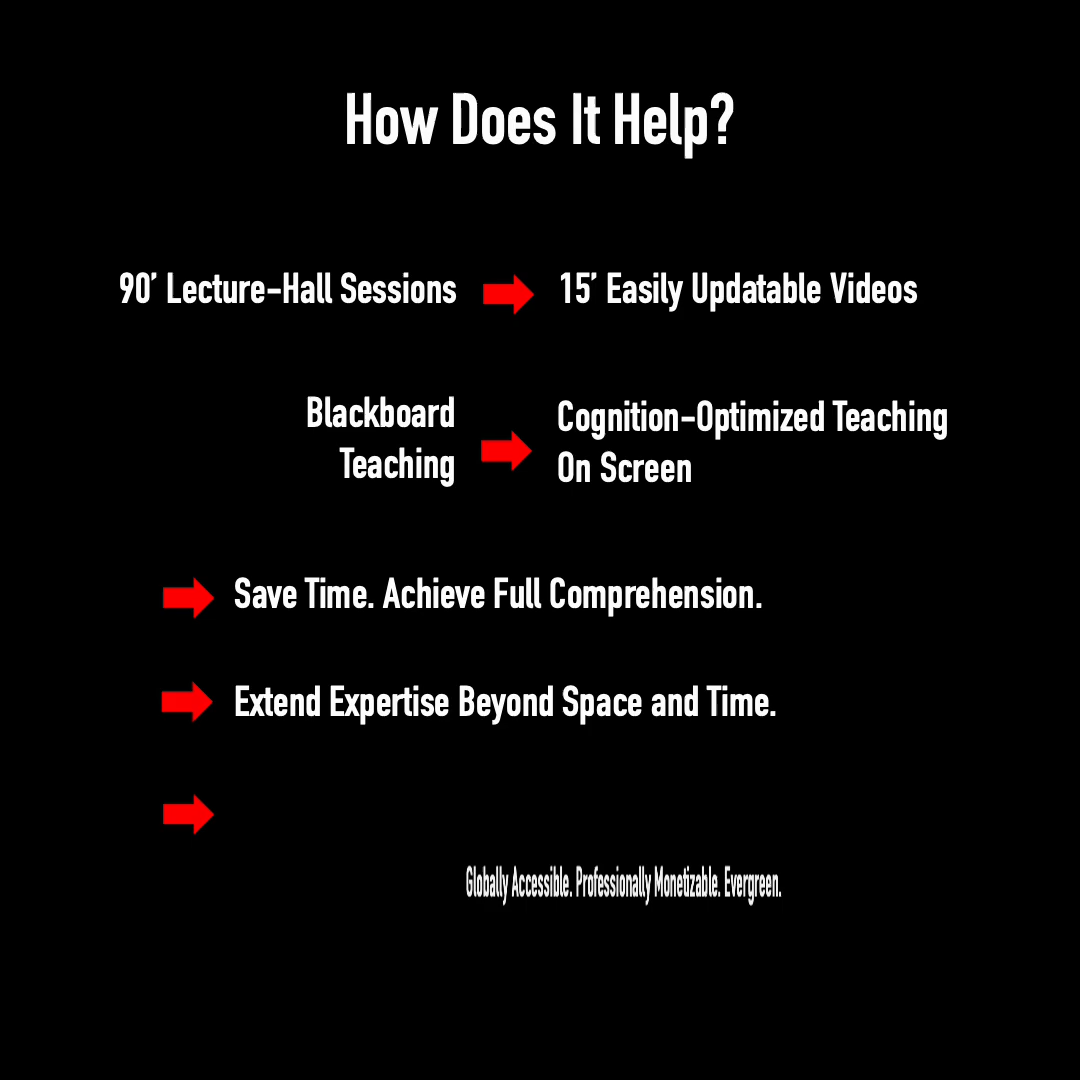 How Does It Help?
90’ Lecture-Hall Sessions
15’ Easily Updatable Videos
Blackboard
Teaching
Cognition-Optimized Teaching
On Screen
Save Time. Achieve Full Comprehension.
Extend Expertise Beyond Space and Time.
Globally Accessible. Professionally Monetizable. Evergreen.